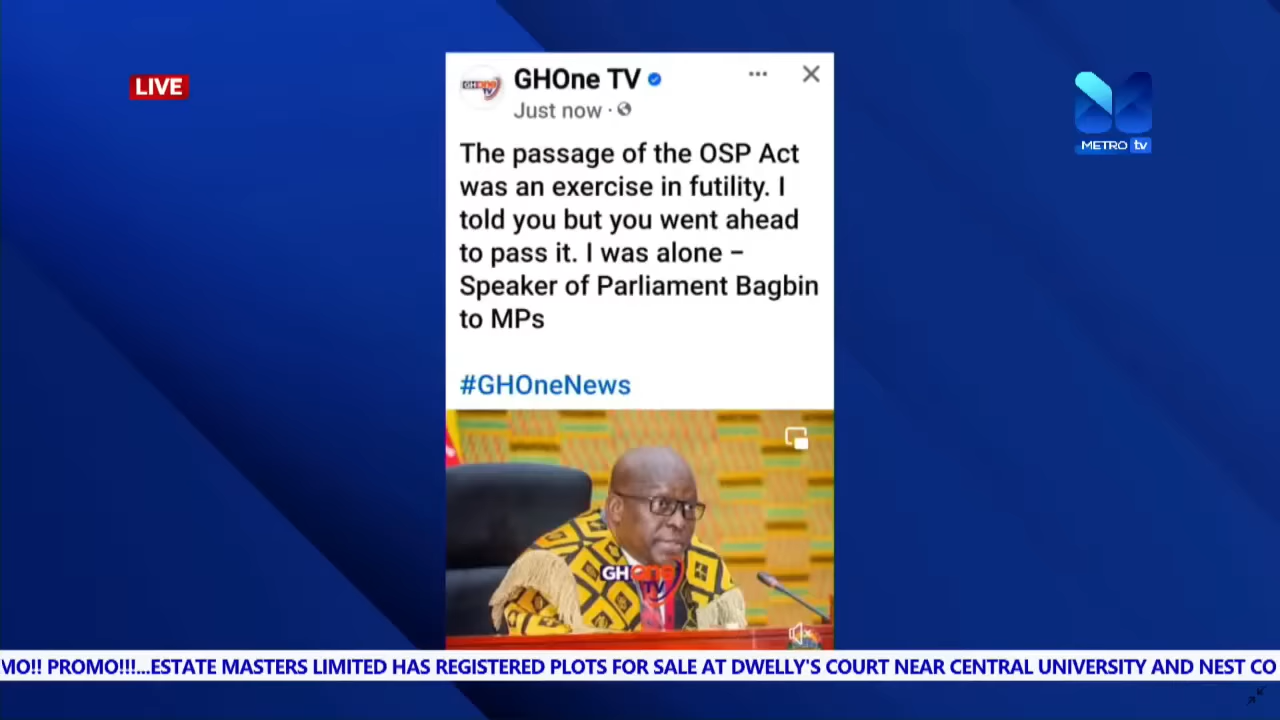 LIVE
GHOne TV
Just now ·
METRO tv
The passage of the OSP Act
was an exercise in futility. I
told you but you went ahead
to pass it. I was alone –
Speaker of Parliament Bagbin
to MPs
#GHOneNews
GHOne
TV
MO!! PROMO!!!...ESTATE MASTERS LIMITED HAS REGISTERED PLOTS FOR SALE AT DWELLY'S COURT NEAR CENTRAL UNIVERSITY AND NEST CO